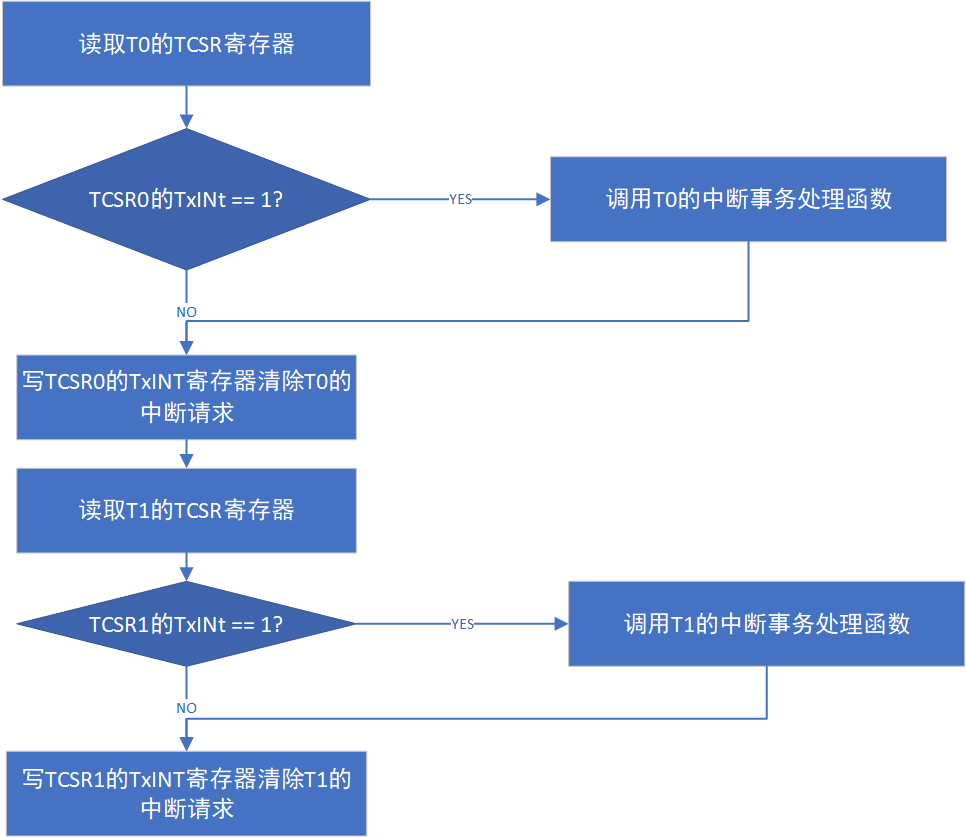 读取T0的TCSR寄存器
TCSR0的TxINt == 1?
YES
调用T0的中断事务处理函数
NO
写TCSR0的TxINT寄存器清除T0的
中断请求
读取T1的TCSR寄存器
TCSR1的TxINt == 1?
YES
调用T1的中断事务处理函数
NO
写TCSR1的TxINT寄存器清除T1的
中断请求